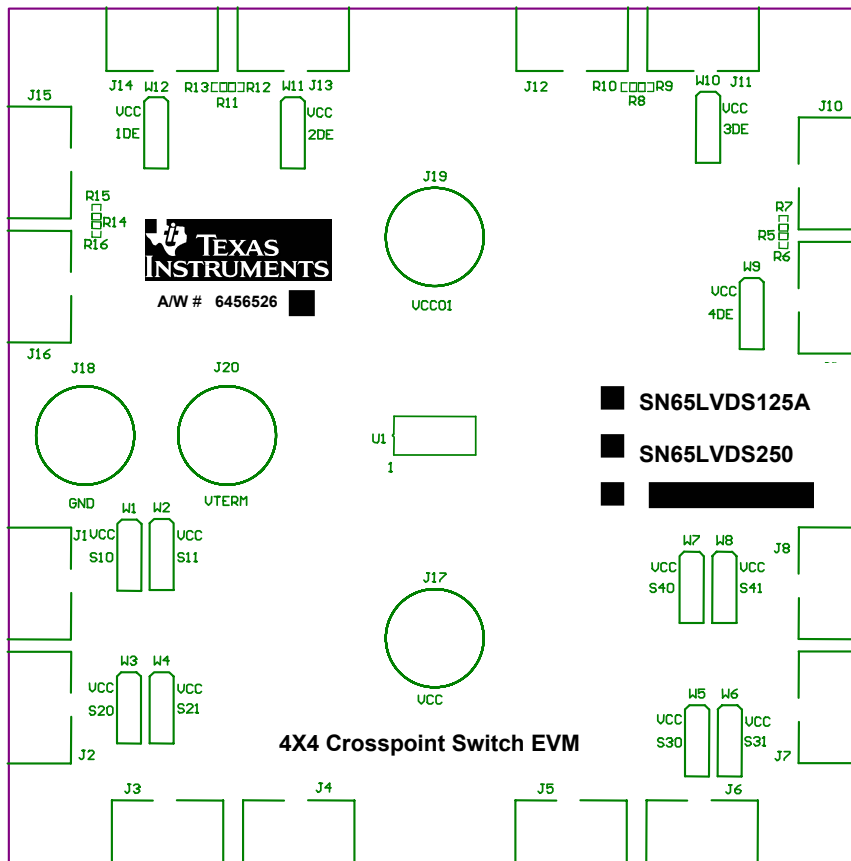 J14 W12 R13 R12 W11 J13 J12 R10 R9 W10 J11
R11 R8
J15 VCC VCC VCC J10
1DE 2DE 3DE
J19
R15 R7
R14 R5
R16 R6
TEXAS
INSTRUMENTS
W9
A/W # 6456526
VCC
VCCO1
4DE
J16
J18 J20
SN65LVDS125A
U1
SN65LVDS250
1
GND VTERM
W1 W2
J1 VCC VCC W7 W8 J8
S10 S11
VCC VCC
J17
S40 S41
W3 W4
VCC VCC
S20 S21
VCC
W5 W6
VCC VCC
S30 S31
4X4 Crosspoint Switch EVM
J2 J7
J3 J4 J5 J6